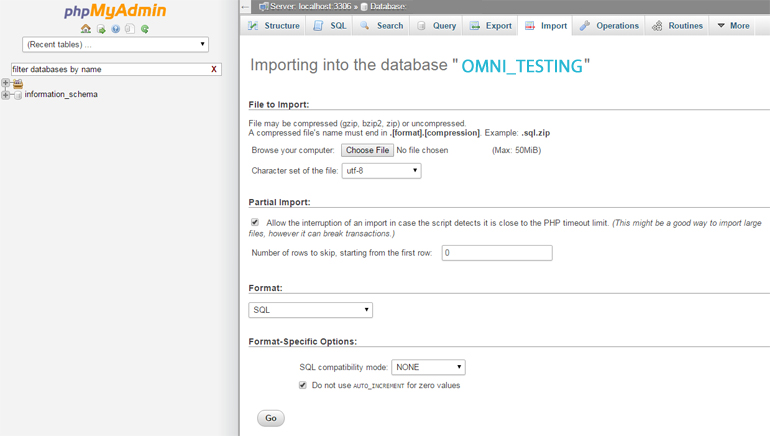 phpMyAdmin
(Recent tables) ...
filter databases by name X
information_schema
Server: localhost:3306 » Database:
Structure SQL Search Query Export Import Operations Routines More
Importing into the database " OMNI_TESTING"
File to Import:
File may be compressed (gzip, bzip2, zip) or uncompressed.
A compressed file's name must end in .[format].[compression]. Example: .sql.zip
Browse your computer: Choose File No file chosen (Max: 50MiB)
Character set of the file: utf-8
Partial Import:
Allow the interruption of an import in case the script detects it is close to the PHP timeout limit. (This might be a good way to import large
files, however it can break transactions.)
Number of rows to skip, starting from the first row: 0
Format:
SQL
Format-Specific Options:
SQL compatibility mode: NONE
Do not use AUTO_INCREMENT for zero values
Go